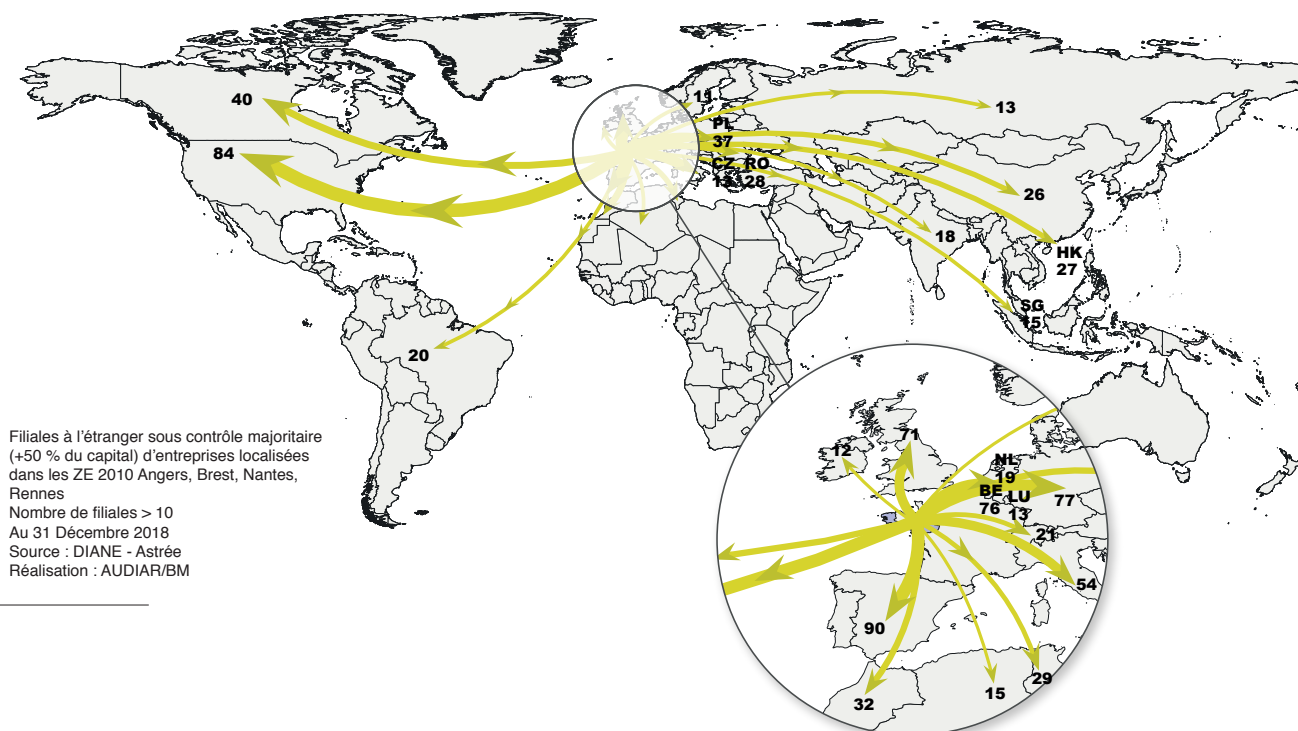 40
84
11
13
PL
37
CZ RO
13 28
26
18
HK
27
SG
15
20
Filiales à l'étranger sous contrôle majoritaire
(+50 % du capital) d'entreprises localisées
dans les ZE 2010 Angers, Brest, Nantes,
Rennes
Nombre de filiales > 10
Au 31 Décembre 2018
Source : DIANE - Astrée
Réalisation : AUDIAR/BM
71
12
NL
19
BE
76
LU
13
77
21
54
90
32
15
29